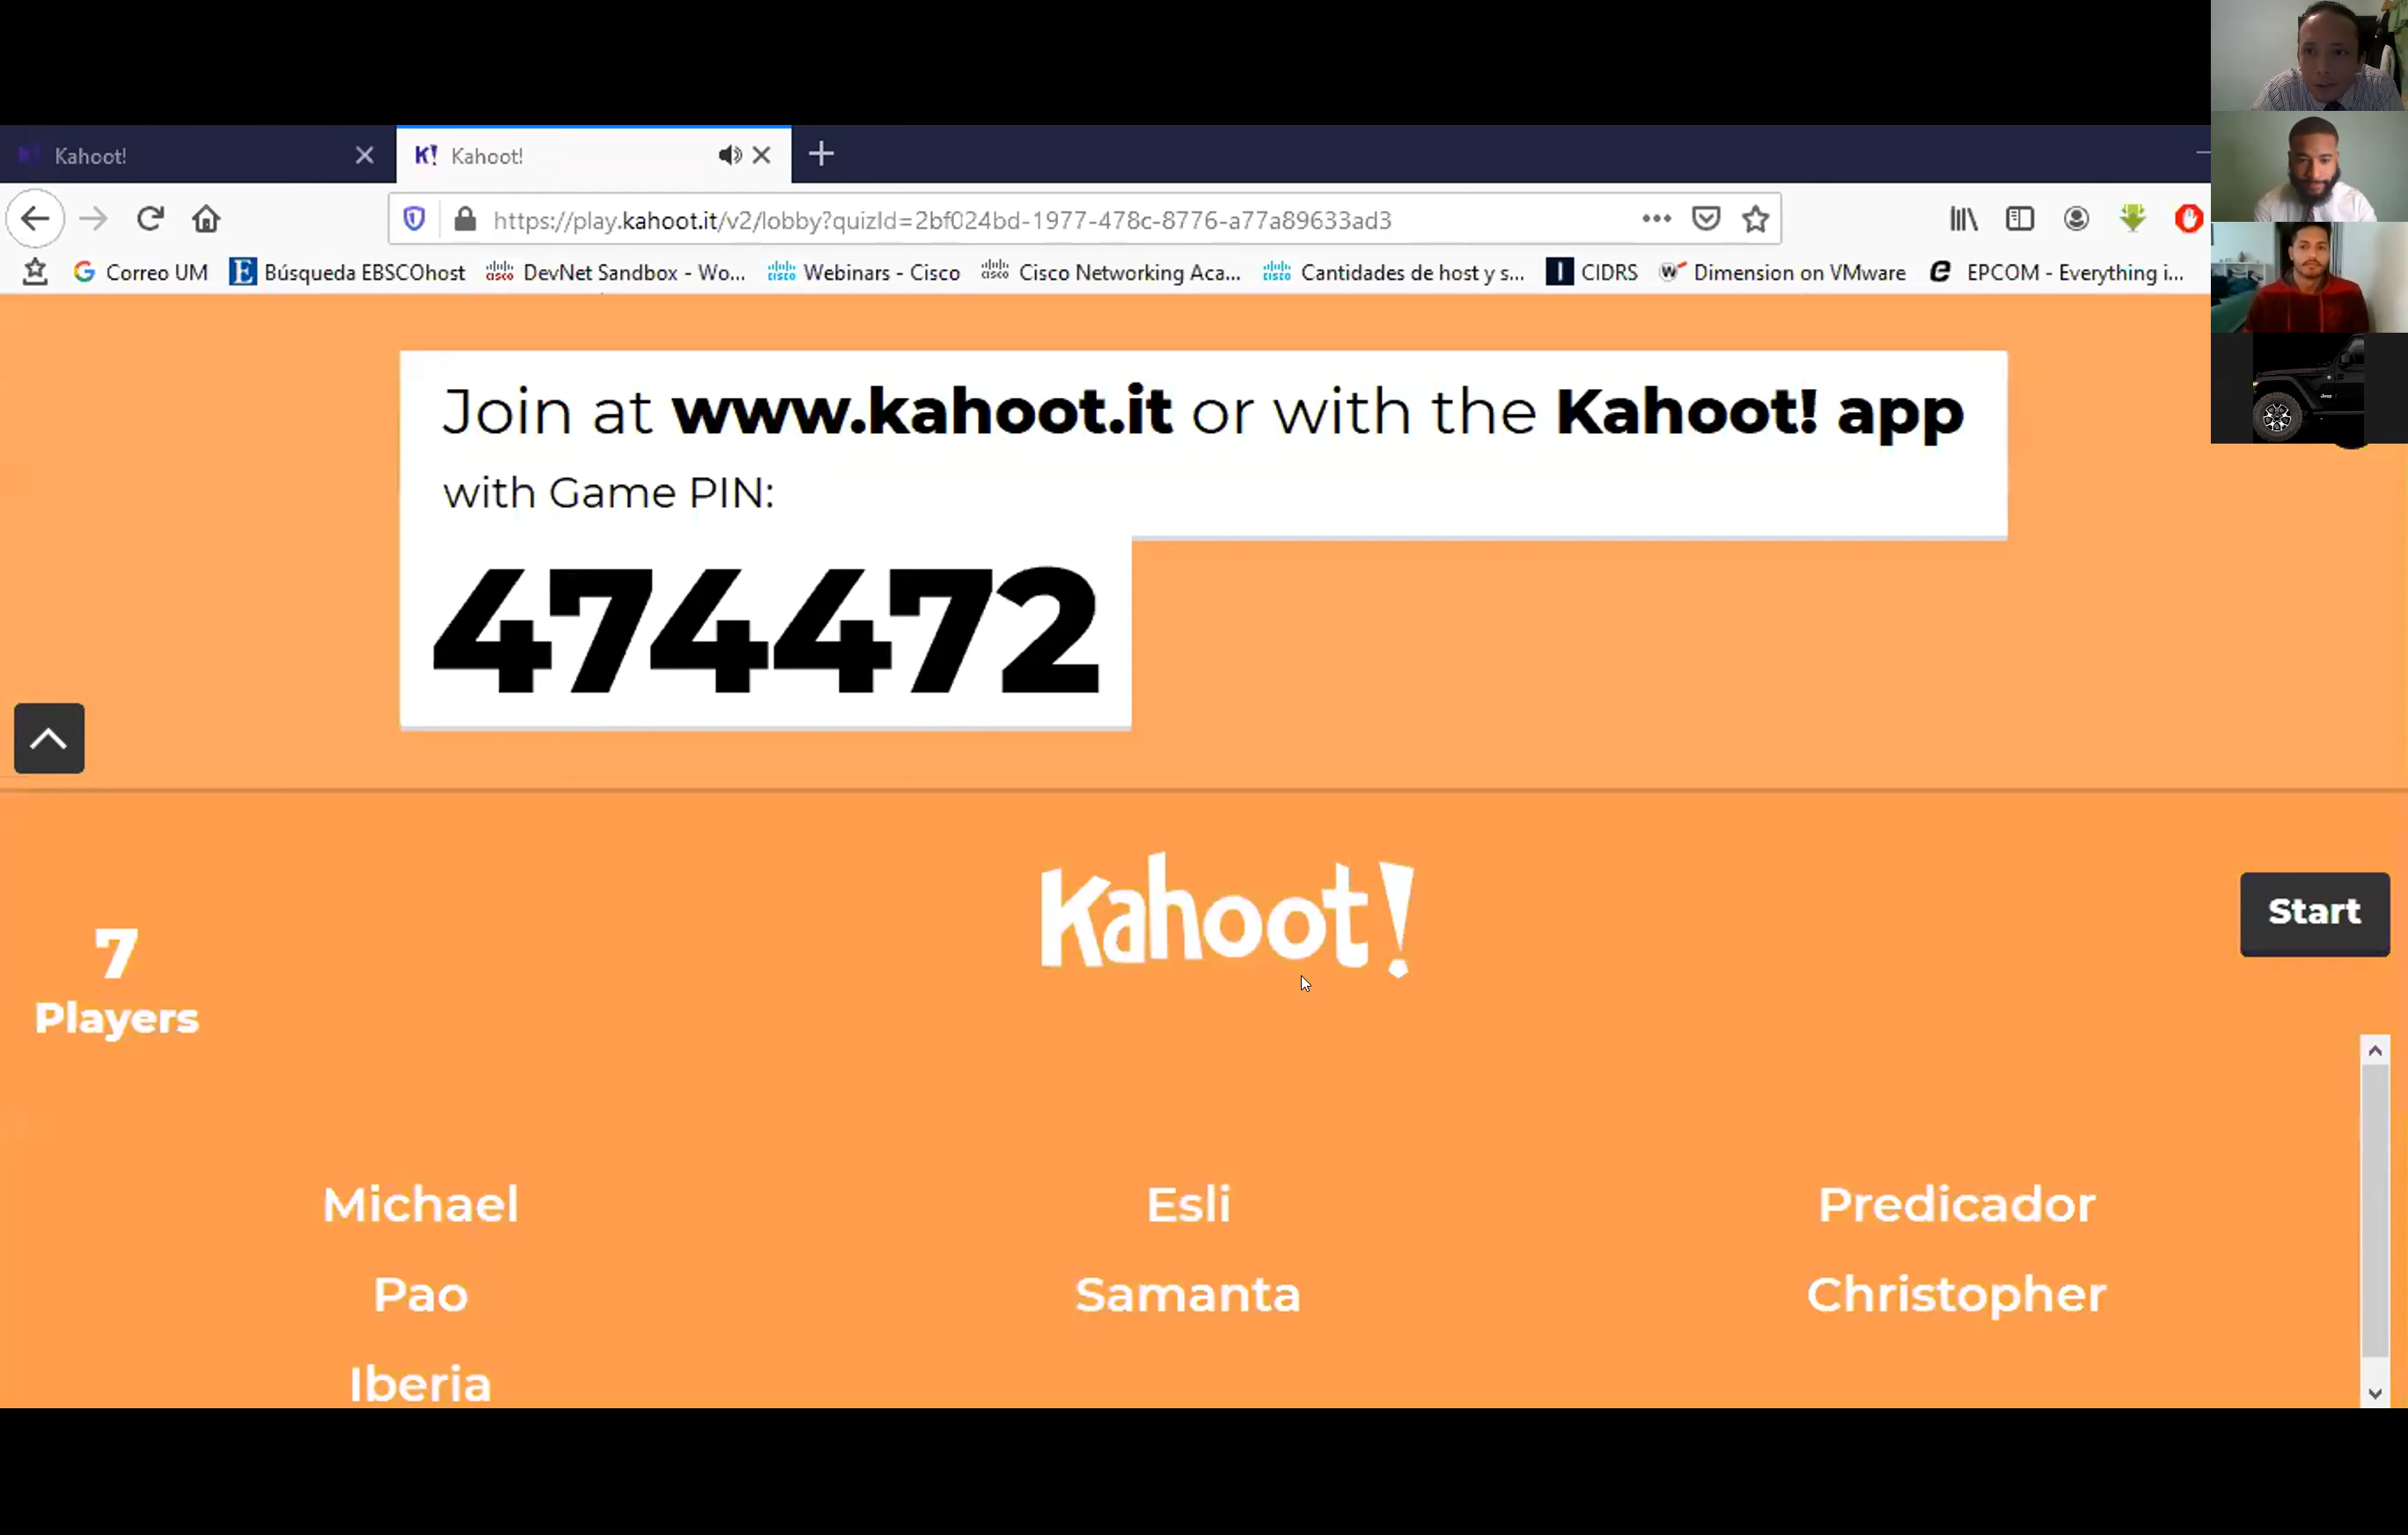 Kahoot!
K! Kahoot!
https://play.kahoot.it/v2/lobby?quizId=2bf024bd-1977-478c-8776-a77a89633ad3
Correo UM Búsqueda EBSCOhost DevNet Sandbox - Wo... Webinars - Cisco Cisco Networking Aca... Cantidades de host y s... CIDRS Dimension on VMware EPCOM - Everything i...
Join at www.kahoot.it or with the Kahoot! app
with Game PIN:
474472
Kahoot!
Start
7
Players
Michael Esli Predicador
Pao Samanta Christopher
Iberia